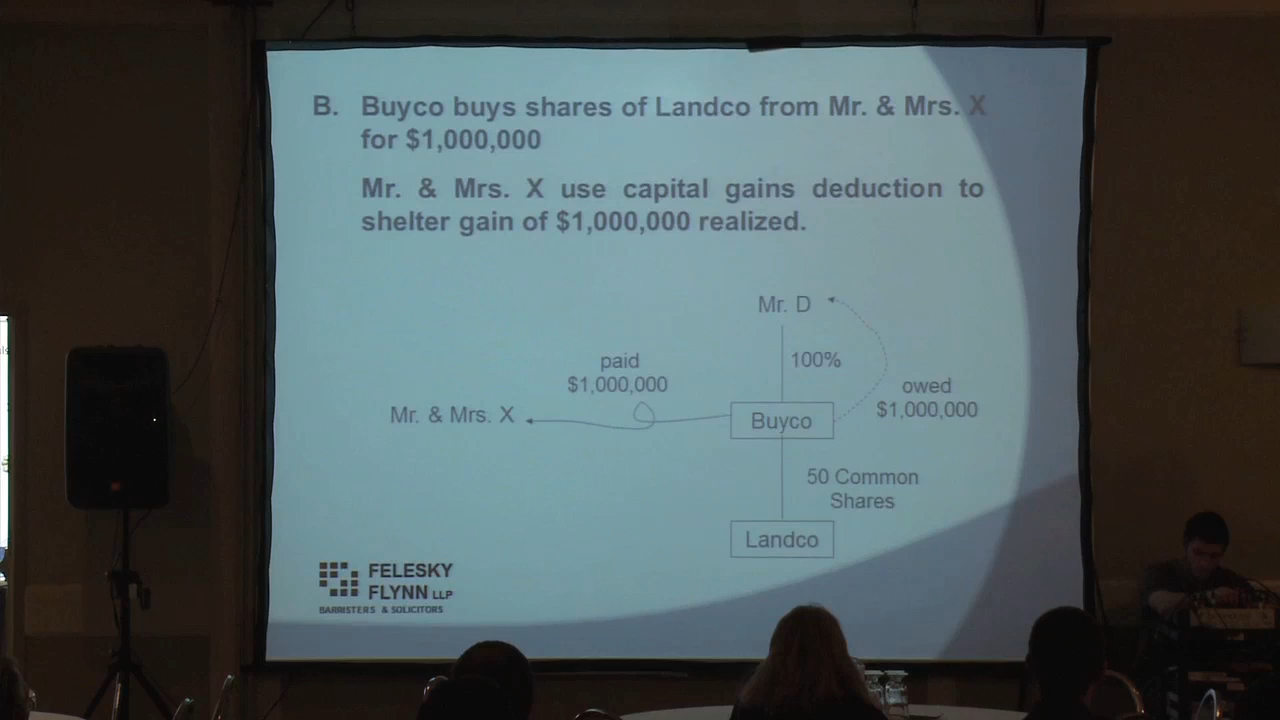 B. Buyco buys shares of Landco from Mr. & Mrs. X
for $1,000,000
Mr. & Mrs. X use capital gains deduction to
shelter gain of $1,000,000 realized.
Mr. D
100%
paid
$1,000,000
owed
$1,000,000
Mr. & Mrs. X
Buyco
50 Common
Shares
Landco
FELESKY
FLYNN LLP
BARRISTERS & SOLICITORS